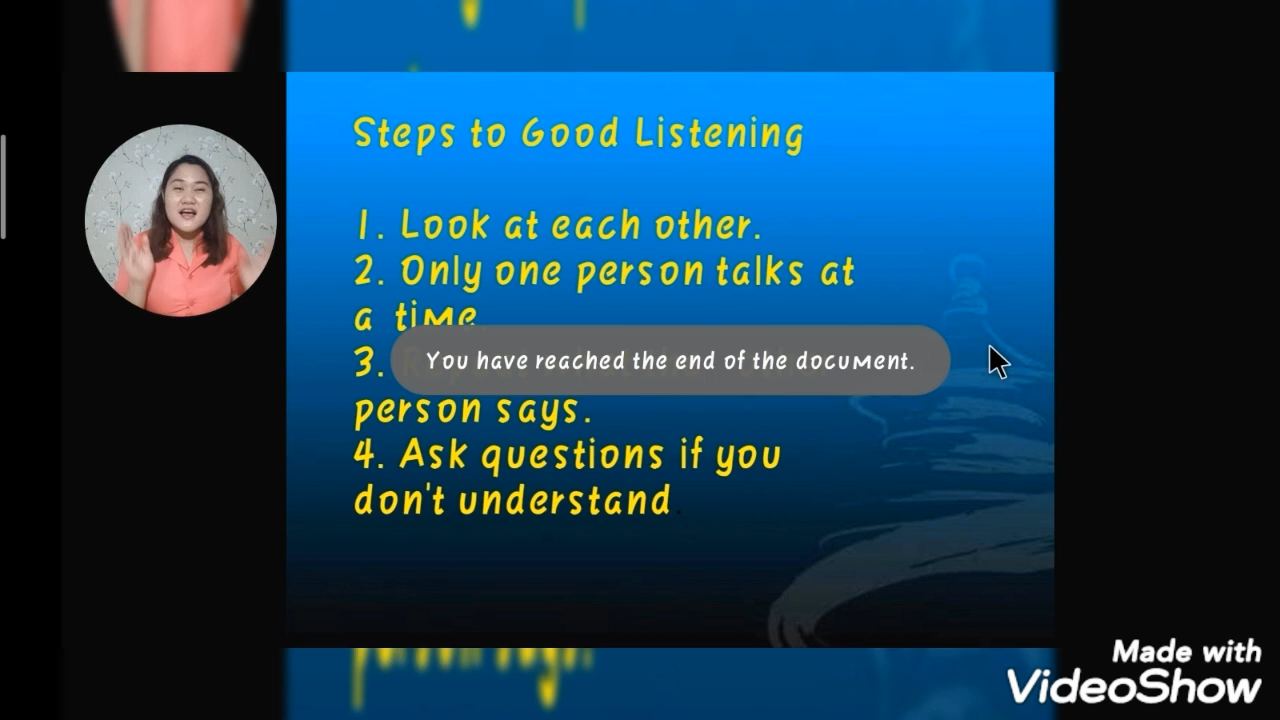 Steps to Good Listening
1. Look at each other.
2. Only one person talks at
a time.
3.
You have reached the end of the document.
person says.
4. Ask questions if you
don't understand.
Made with
VideoShow